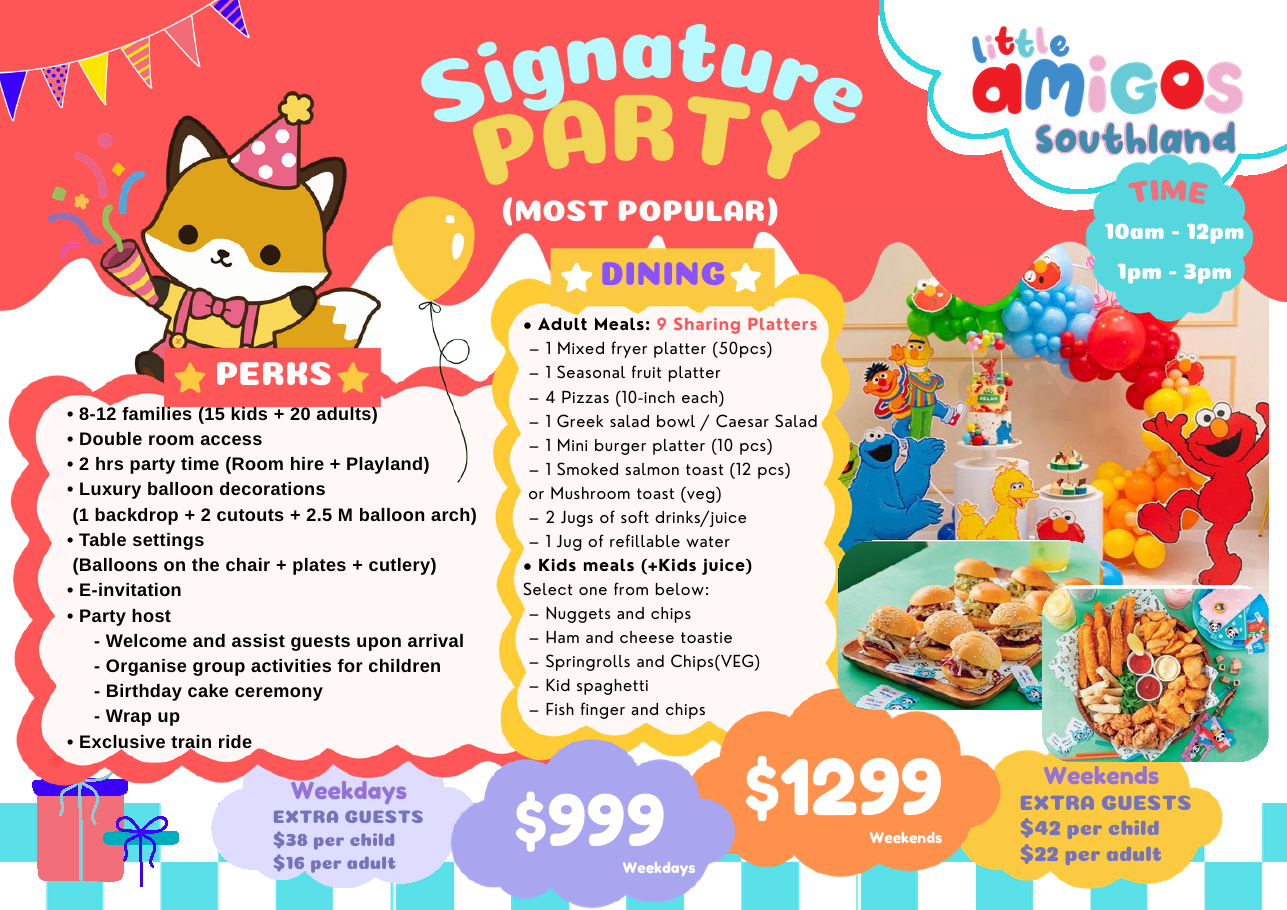 Signature
PARTY
(MOST POPULAR)
little
amigos
southland
TIME
10am - 12pm
1pm - 3pm
PERKS
• 8-12 families (15 kids + 20 adults)
• Double room access
• 2 hrs party time (Room hire + Playland)
• Luxury balloon decorations
(1 backdrop + 2 cutouts + 2.5 M balloon arch)
• Table settings
(Balloons on the chair + plates + cutlery)
• E-invitation
• Party host
- Welcome and assist guests upon arrival
- Organise group activities for children
- Birthday cake ceremony
- Wrap up
• Exclusive train ride
DINING
• Adult Meals: 9 Sharing Platters
– 1 Mixed fryer platter (50pcs)
– 1 Seasonal fruit platter
– 4 Pizzas (10-inch each)
– 1 Greek salad bowl / Caesar Salad
– 1 Mini burger platter (10 pcs)
– 1 Smoked salmon toast (12 pcs)
or Mushroom toast (veg)
– 2 Jugs of soft drinks/juice
– 1 Jug of refillable water
• Kids meals (+Kids juice)
Select one from below:
– Nuggets and chips
– Ham and cheese toastie
– Springrolls and Chips(VEG)
– Kid spaghetti
– Fish finger and chips
Weekdays
EXTRA GUESTS
$38 per child
$16 per adult
$999
Weekdays
$1299
Weekends
Weekends
EXTRA GUESTS
$42 per child
$22 per adult